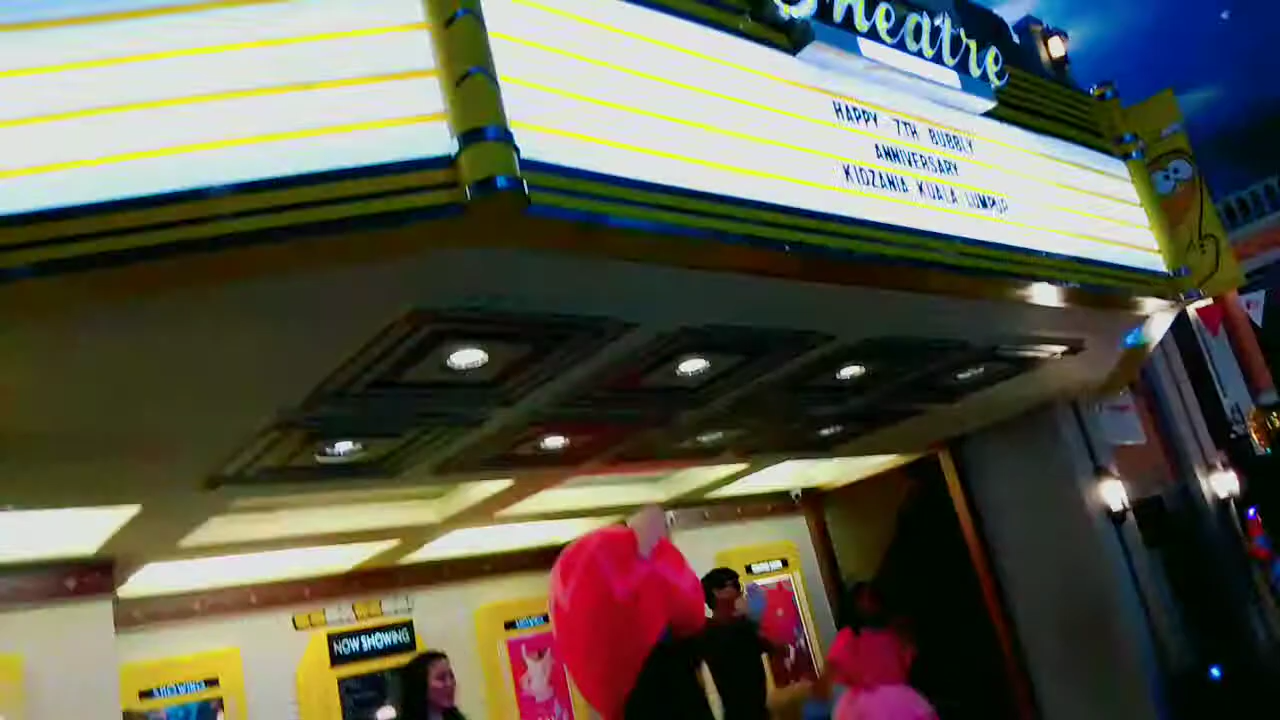 Theatre
HAPPY 7TH BUBBLY
ANNIVERSARY
KIDZANIA KUALA LUMPUR
NOW SHOWING